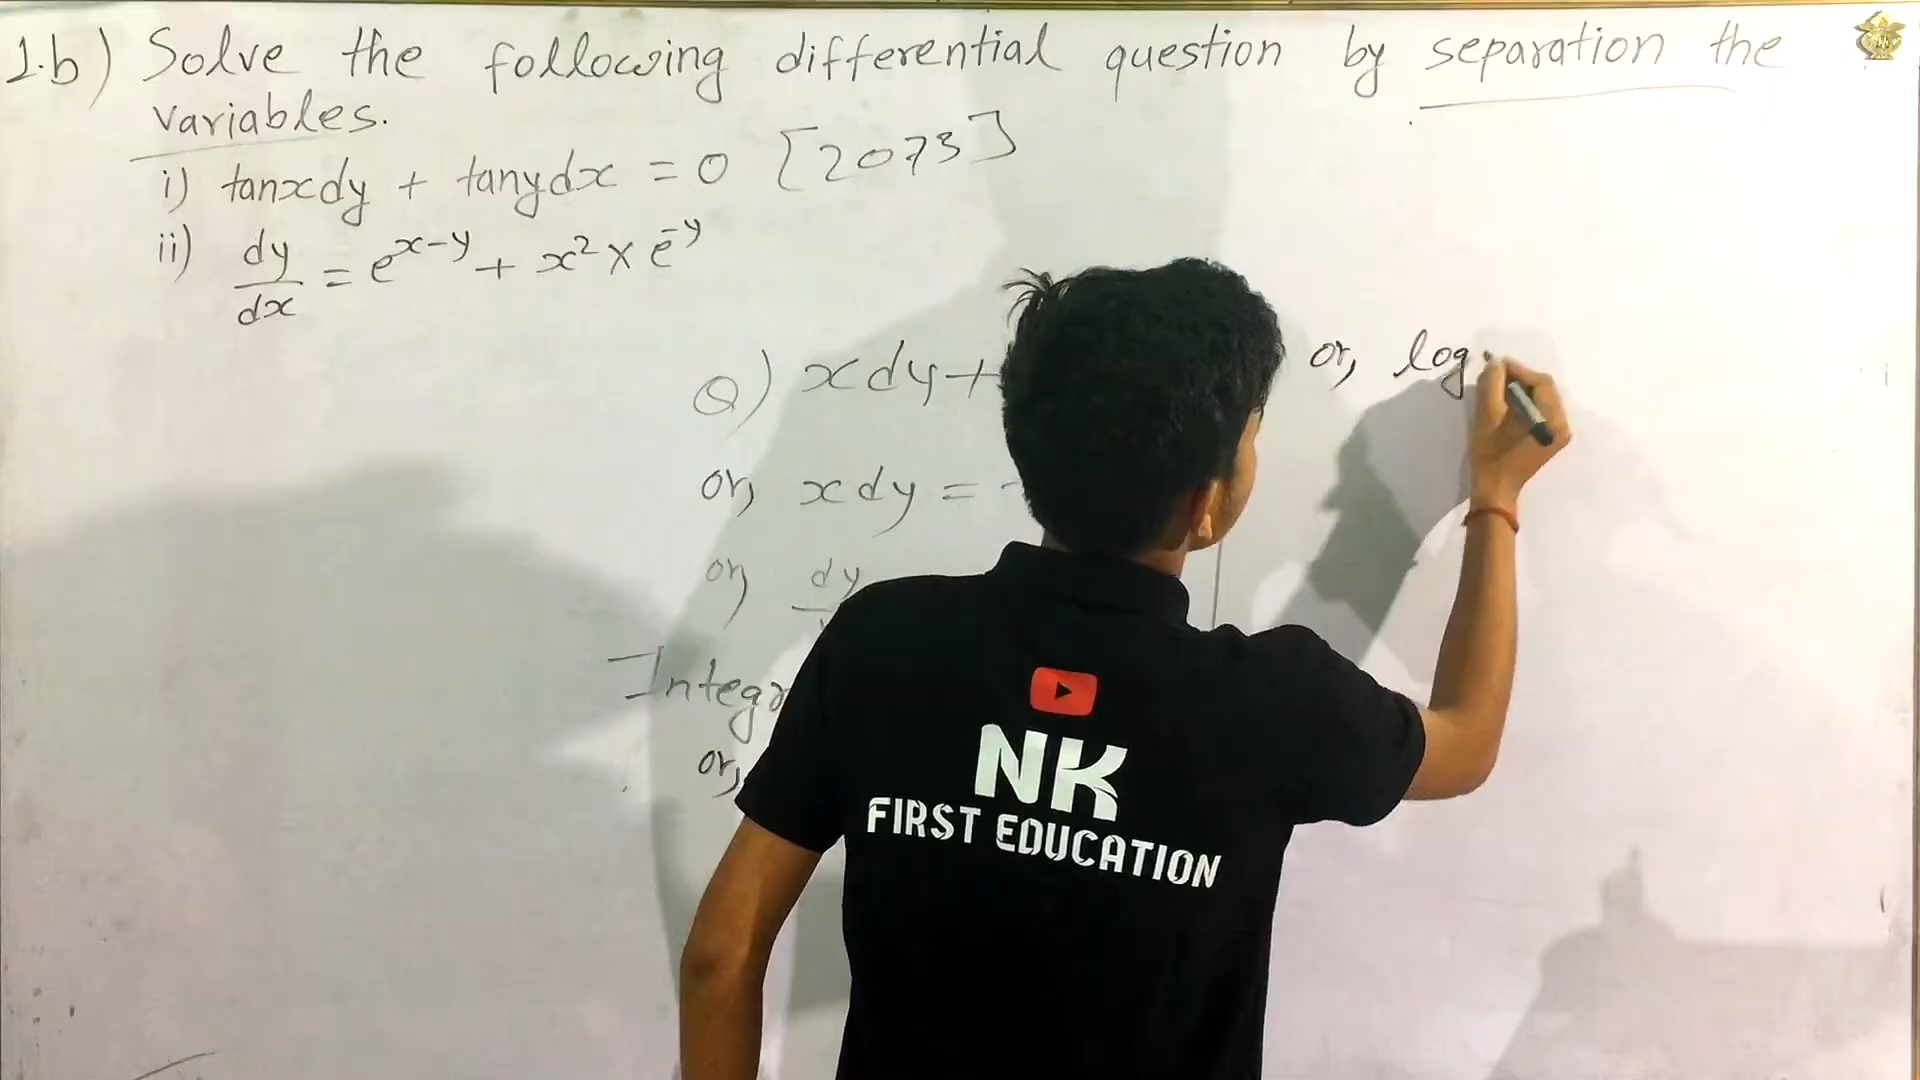 1.b) Solve the following differential question by separation the
variables.
i) tanxdy + tanydx = 0 [2073]
ii) dy/dx = e^x-y + x² × e^-y
Q) xdy+
or, xdy = -
or, dy
Integr
or,
or, log
NK
FIRST EDUCATION